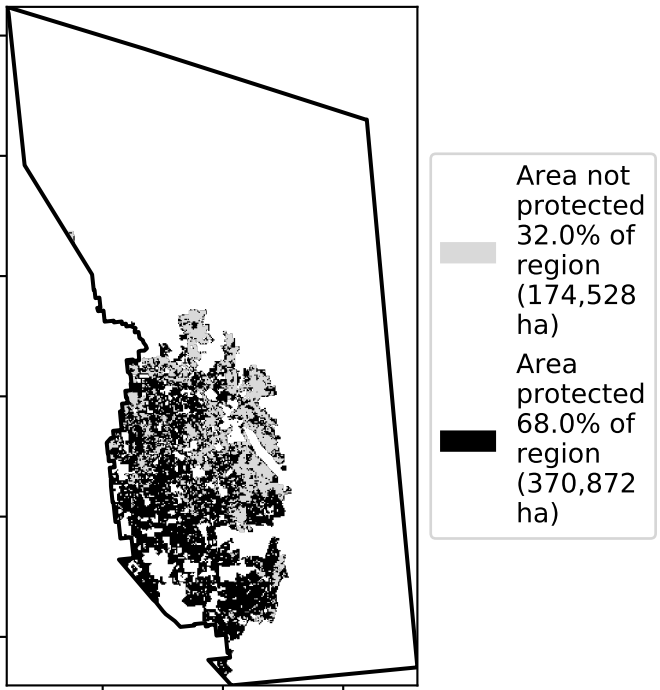 Area not
protected
32.0% of
region
(174,528
ha)
Area
protected
68.0% of
region
(370,872
ha)